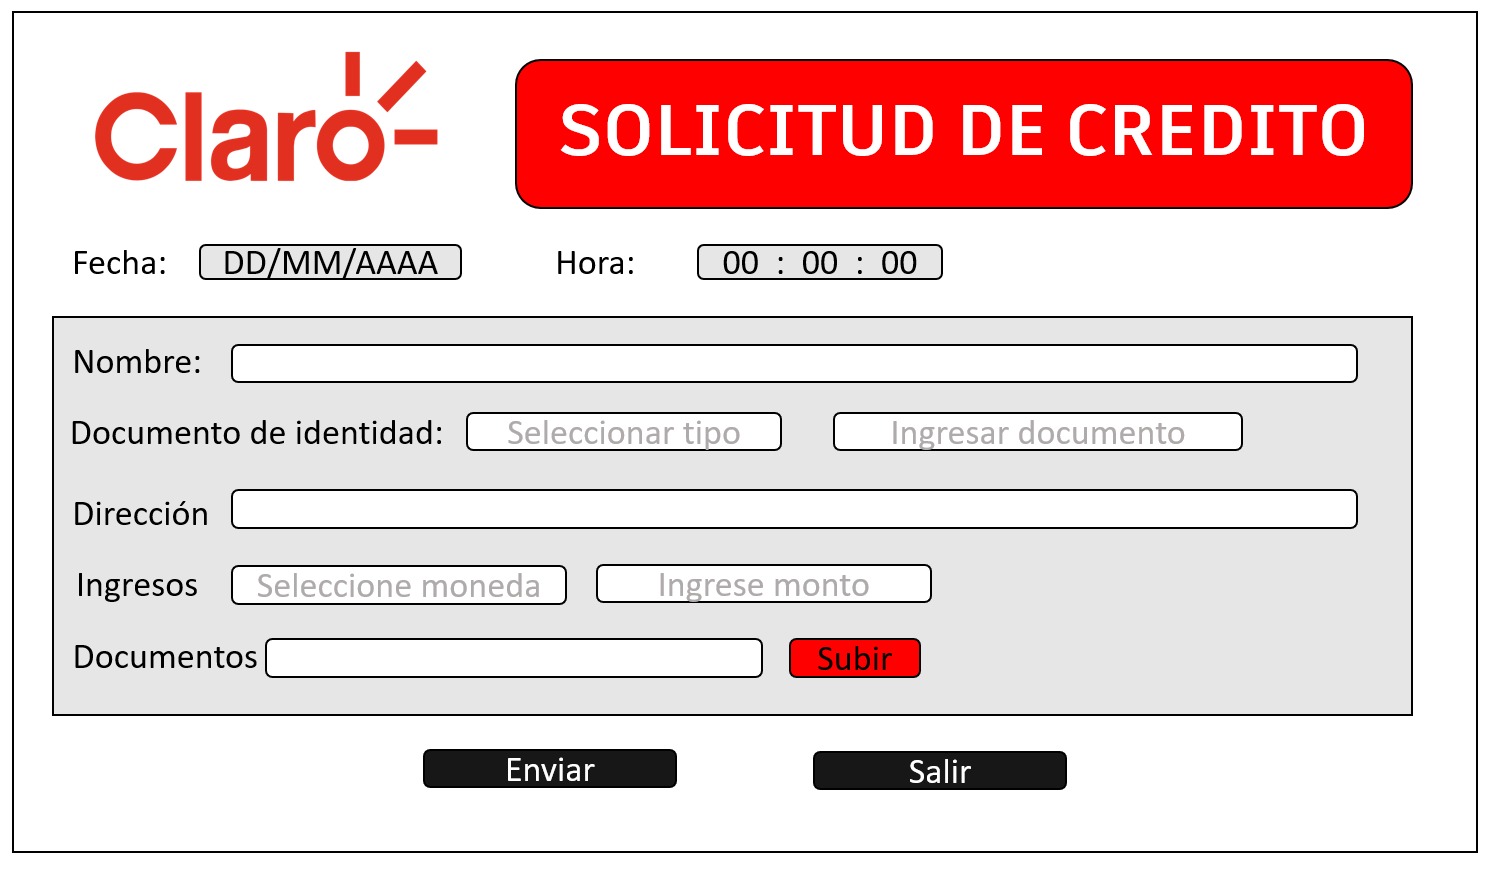 Claro
SOLICITUD DE CREDITO
Fecha: DD/MM/AAAA Hora: 00 : 00 : 00
Nombre:
Documento de identidad: Seleccionar tipo Ingresar documento
Dirección
Ingresos Seleccione moneda Ingrese monto
Documentos Subir
Enviar Salir